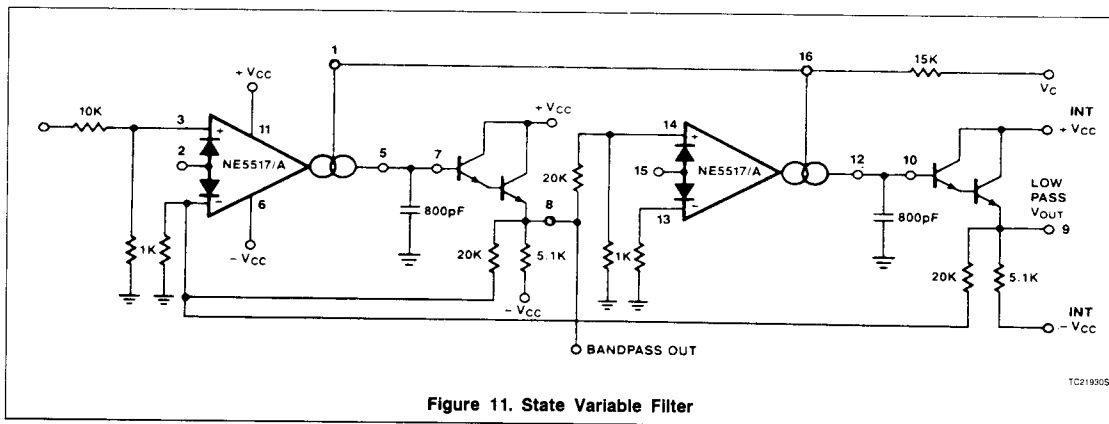 1
16
15K
VC
+ VCC
10K
3
11
+
NE5517/A
2
5
7
+ VCC
14
+
NE5517/A
15
12
10
INT
+ VCC
LOW
PASS
VOUT
9
6
-
8
20K
13
-
1K
- VCC
800pF
20K
5.1K
- VCC
1K
800pF
20K
5.1K
INT
- VCC
BANDPASS OUT
TC21930S
Figure 11. State Variable Filter